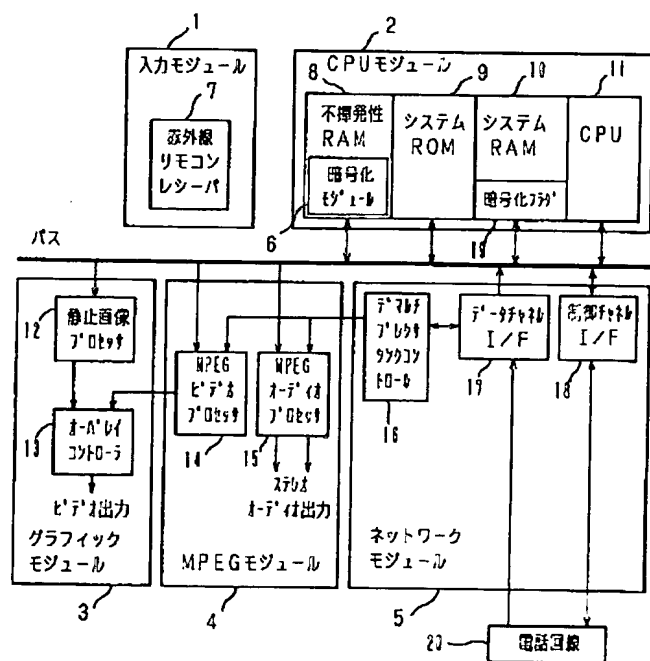 1
入力モジュール
7
赤外線
リモコン
レシーバ
2
CPUモジュール
8
9
10
11
不揮発性
RAM
暗号化
モジュール
6
システム
ROM
システム
RAM
暗号化フラグ
19
CPU
バス
12
静止画像
プロセッサ
13
オーバレイ
コントローラ
ビデオ出力
グラフィック
モジュール
3
MPEG
ビデオ
プロセッサ
14
MPEG
オーディオ
プロセッサ
15
ステレオ
オーディオ出力
MPEGモジュール
4
デマルチ
プレクサ
タンクコン
トロール
16
データチャネル
I/F
17
制御チャネル
I/F
18
ネットワーク
モジュール
5
20
電話回線